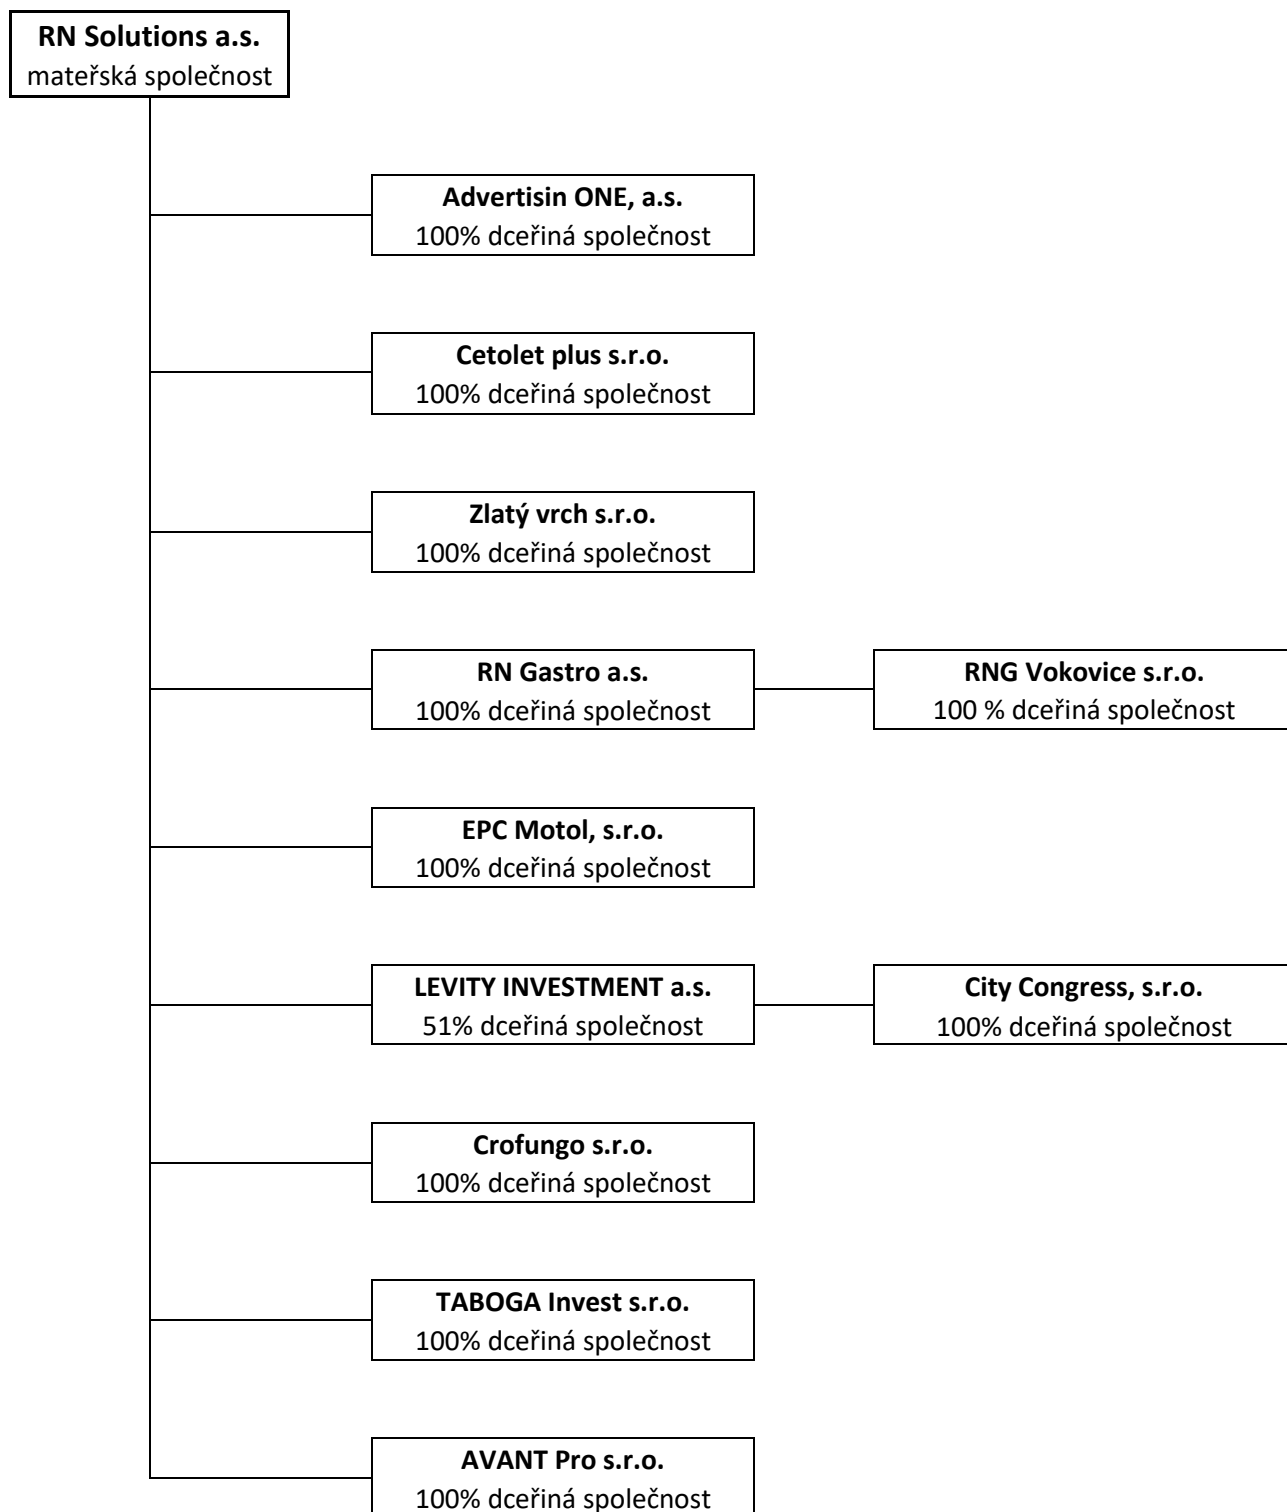 RN Solutions a.s.
mateřská společnost
Advertisin ONE, a.s.
100% dceřiná společnost
Cetolet plus s.r.o.
100% dceřiná společnost
Zlatý vrch s.r.o.
100% dceřiná společnost
RN Gastro a.s.
100% dceřiná společnost
RNG Vokovice s.r.o.
100 % dceřiná společnost
EPC Motol, s.r.o.
100% dceřiná společnost
LEVITY INVESTMENT a.s.
51% dceřiná společnost
City Congress, s.r.o.
100% dceřiná společnost
Crofungo s.r.o.
100% dceřiná společnost
TABOGA Invest s.r.o.
100% dceřiná společnost
AVANT Pro s.r.o.
100% dceřiná společnost